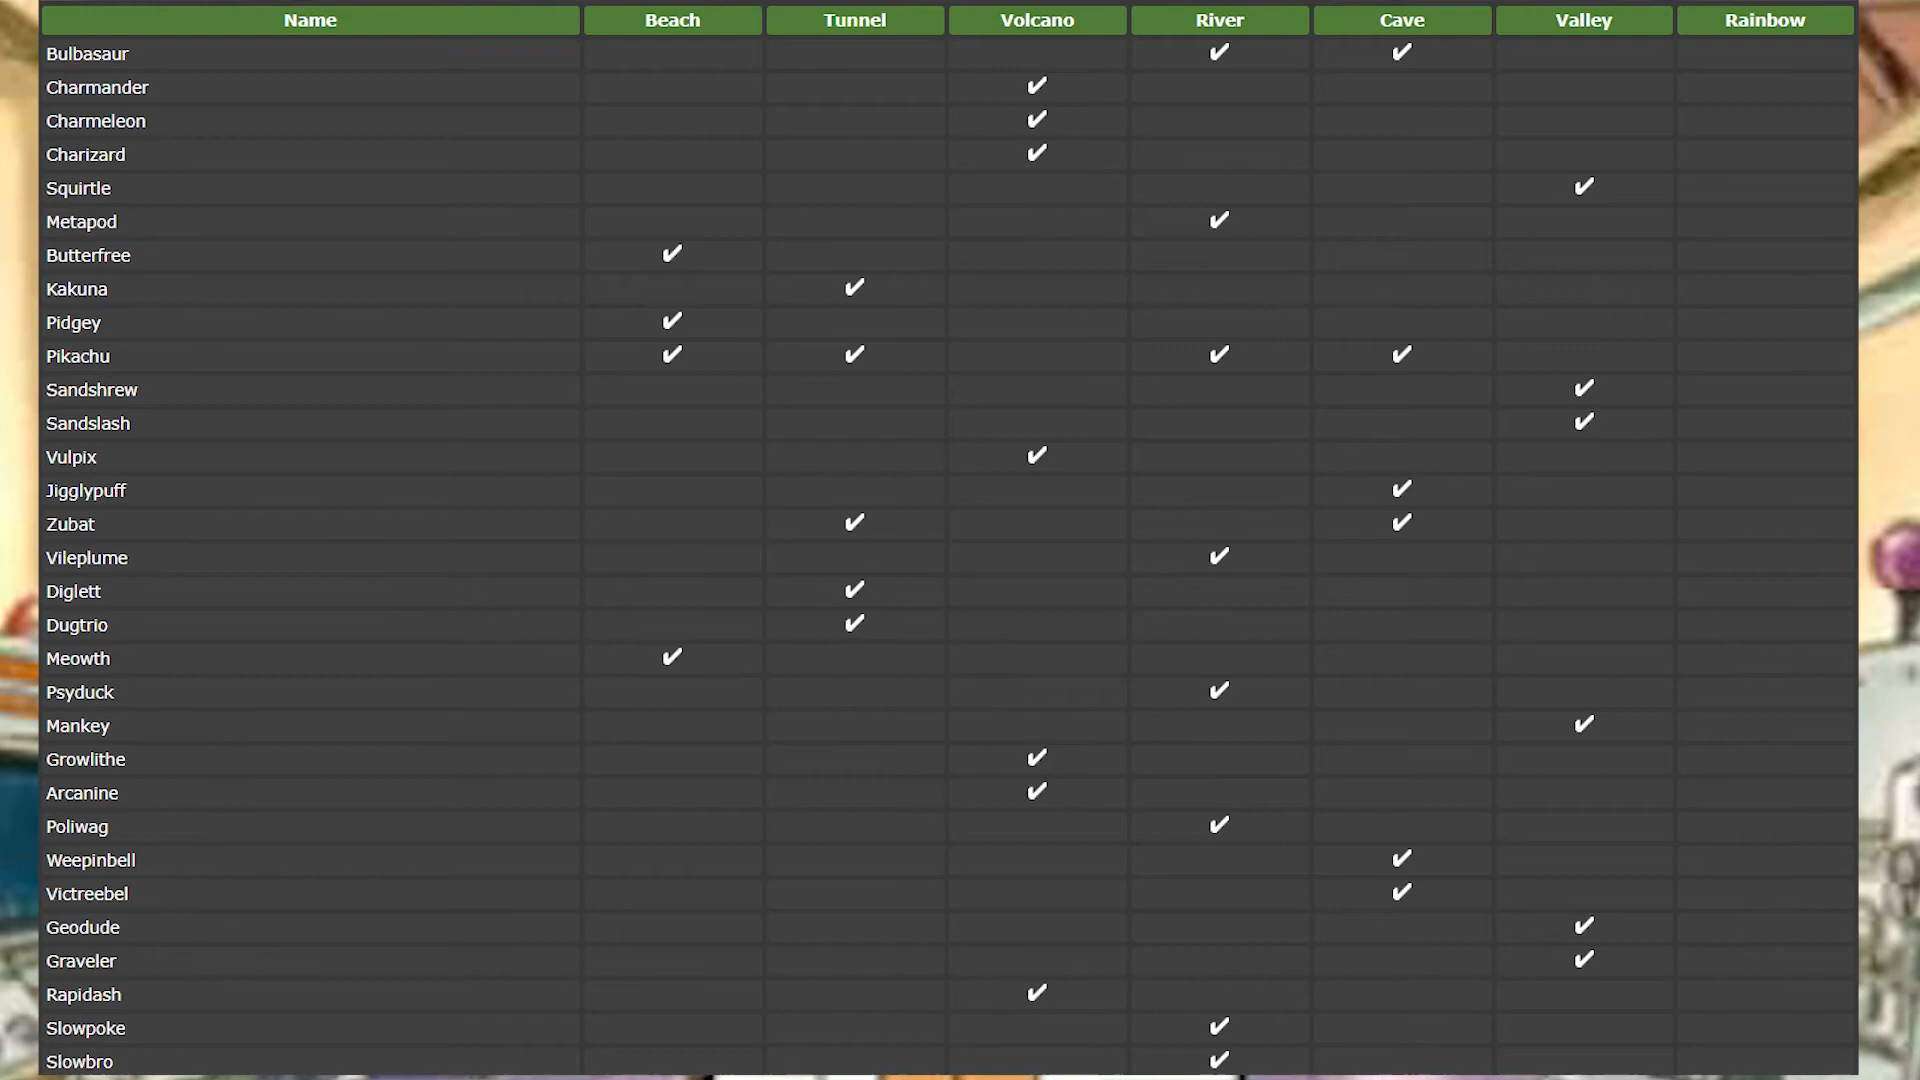 Name Beach Tunnel Volcano River Cave Valley Rainbow
Bulbasaur ✔ ✔
Charmander ✔
Charmeleon ✔
Charizard ✔
Squirtle ✔
Metapod ✔
Butterfree ✔
Kakuna ✔
Pidgey ✔
Pikachu ✔ ✔ ✔ ✔
Sandshrew ✔
Sandslash ✔
Vulpix ✔
Jigglypuff ✔
Zubat ✔ ✔
Vileplume ✔
Diglett ✔
Dugtrio ✔
Meowth ✔
Psyduck ✔
Mankey ✔
Growlithe ✔
Arcanine ✔
Poliwag ✔
Weepinbell ✔
Victreebel ✔
Geodude ✔
Graveler ✔
Rapidash ✔
Slowpoke ✔
Slowbro ✔